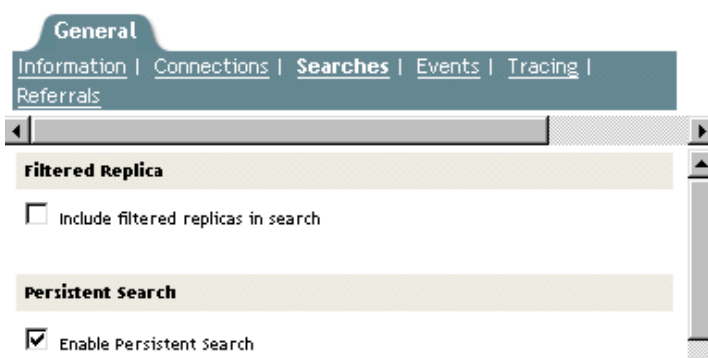 General
Information | Connections | Searches | Events | Tracing |
Referrals
Filtered Replica
Include filtered replicas in search
Persistent Search
Enable Persistent Search